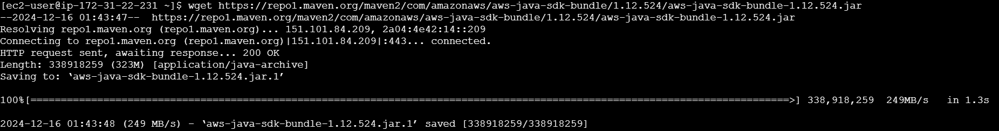 [ec2-user@ip-172-31-22-231 ~]$ wget https://repo1.maven.org/maven2/com/amazonaws/aws-java-sdk-bundle/1.12.524/aws-java-sdk-bundle-1.12.524.jar
--2024-12-16 01:43:47--  https://repo1.maven.org/maven2/com/amazonaws/aws-java-sdk-bundle/1.12.524/aws-java-sdk-bundle-1.12.524.jar
Resolving repo1.maven.org (repo1.maven.org)... 151.101.84.209, 2a04:4e42:14::209
Connecting to repo1.maven.org (repo1.maven.org)|151.101.84.209|:443... connected.
HTTP request sent, awaiting response... 200 OK
Length: 338918259 (323M) [application/java-archive]
Saving to: ‘aws-java-sdk-bundle-1.12.524.jar.1’
100%[==============================================================================================================================>] 338,918,259  249MB/s   in 1.3s
2024-12-16 01:43:48 (249 MB/s) - ‘aws-java-sdk-bundle-1.12.524.jar.1’ saved [338918259/338918259]